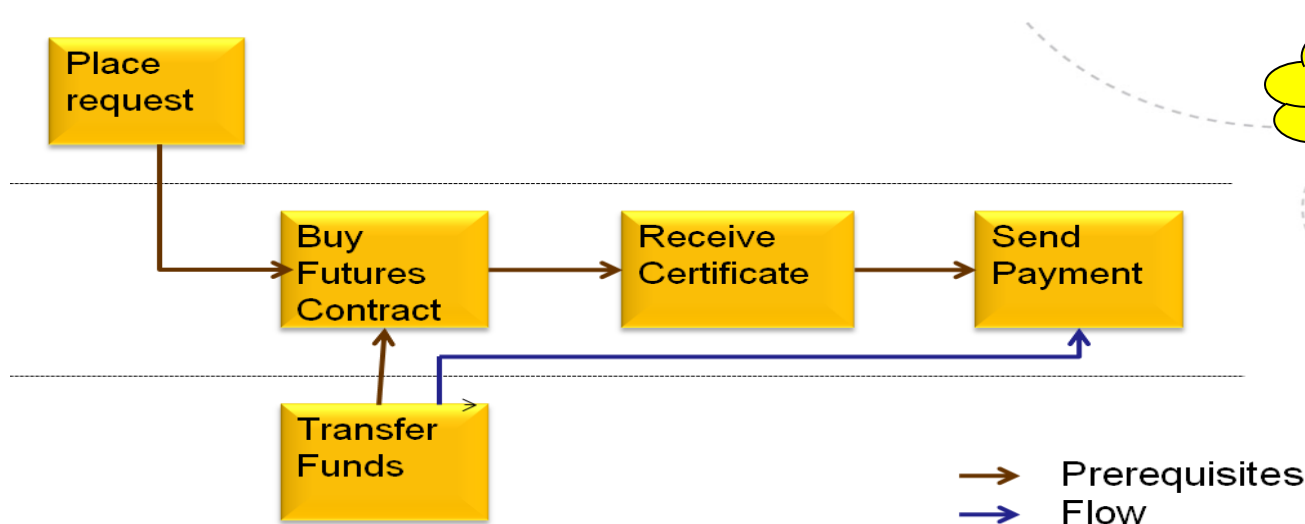 Place
request
Buy
Futures
Contract
Receive
Certificate
Send
Payment
Transfer
Funds
Prerequisites
Flow